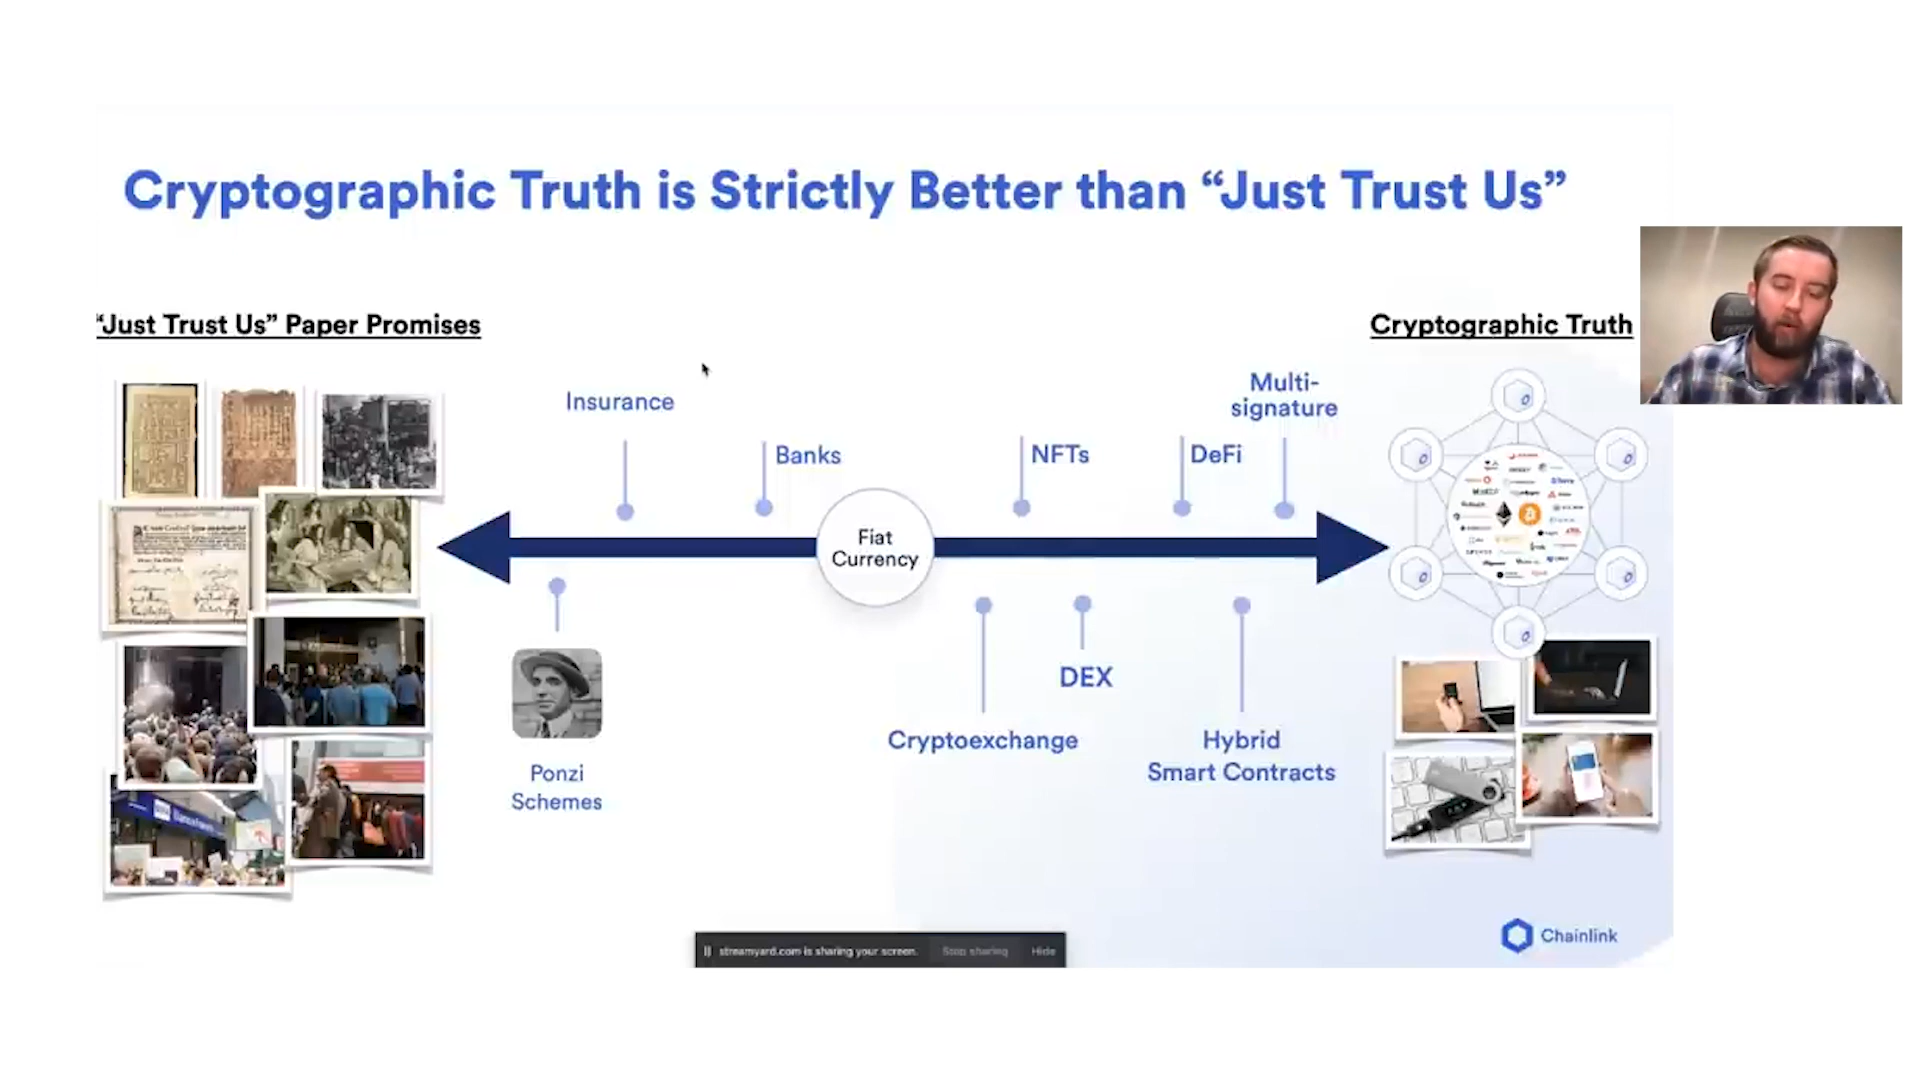 Cryptographic Truth is Strictly Better than “Just Trust Us”
“Just Trust Us” Paper Promises
Cryptographic Truth
Insurance
Banks
NFTs
DeFi
Multi-
signature
Fiat
Currency
Ponzi
Schemes
Cryptoexchange
DEX
Hybrid
Smart Contracts
Chainlink
streamyard.com is sharing your screen.
Stop sharing
Hide